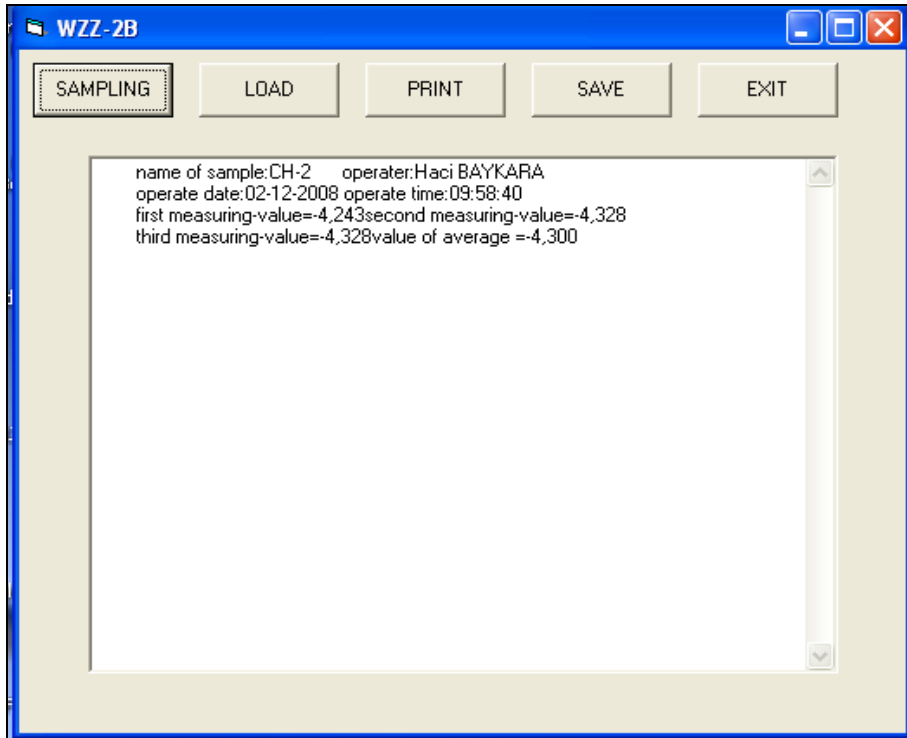 WZZ-2B
SAMPLING LOAD PRINT SAVE EXIT
name of sample:CH-2 operater:Haci BAYKARA
operate date:02-12-2008 operate time:09:58:40
first measuring-value=-4,243second measuring-value=-4,328
third measuring-value=-4,328value of average =-4,300